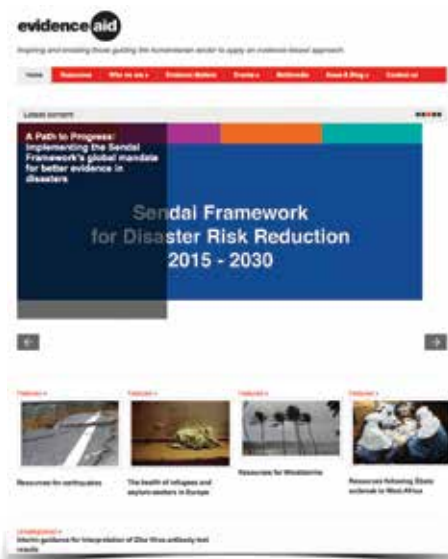 evidence aid
Inspiring and enabling those guiding the humanitarian sector to apply an evidence-based approach
Home Resources Who we are » Evidence Matters Events » Multimedia News & Blog » Contact us
Latest content
A Path to Progress:
Implementing the Sendai
Framework's global mandate
for better evidence in
disasters
Sendai Framework
for Disaster Risk Reduction
2015 - 2030
Featured » Featured » Featured » Featured »
Resources for earthquakes
The health of refugees and
asylum-seekers in Europe
Resources for Windstorms
Resources following Ebola
outbreak in West Africa
Uncategorized »
Interim guidance for interpretation of Zika Virus antibody test
results